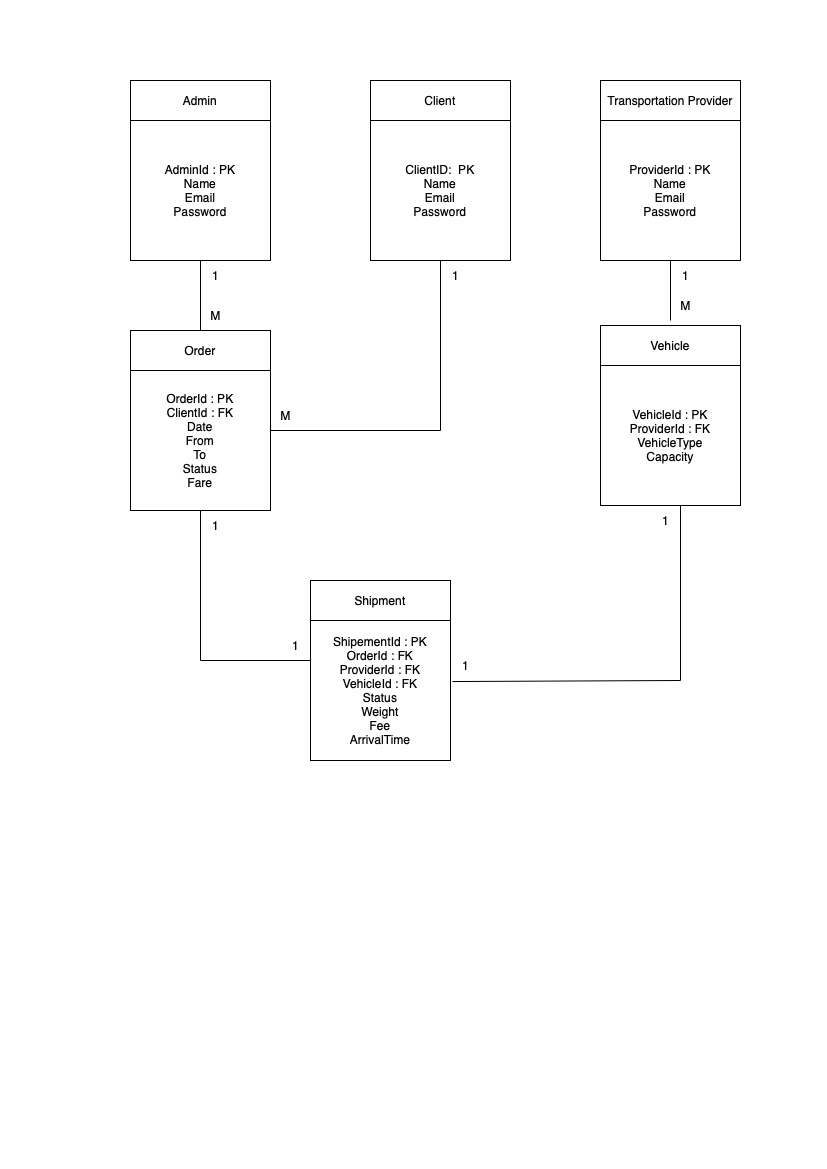 Admin
AdminId : PK
Name
Email
Password
Client
ClientID:  PK
Name
Email
Password
Transportation Provider
ProviderId : PK
Name
Email
Password
1
1
1
M
M
Order
OrderId : PK
ClientId : FK
Date
From
To
Status
Fare
M
Vehicle
VehicleId : PK
ProviderId : FK
VehicleType
Capacity
1
1
Shipment
ShipementId : PK
OrderId : FK
ProviderId : FK
VehicleId : FK
Status
Weight
Fee
ArrivalTime
1
1